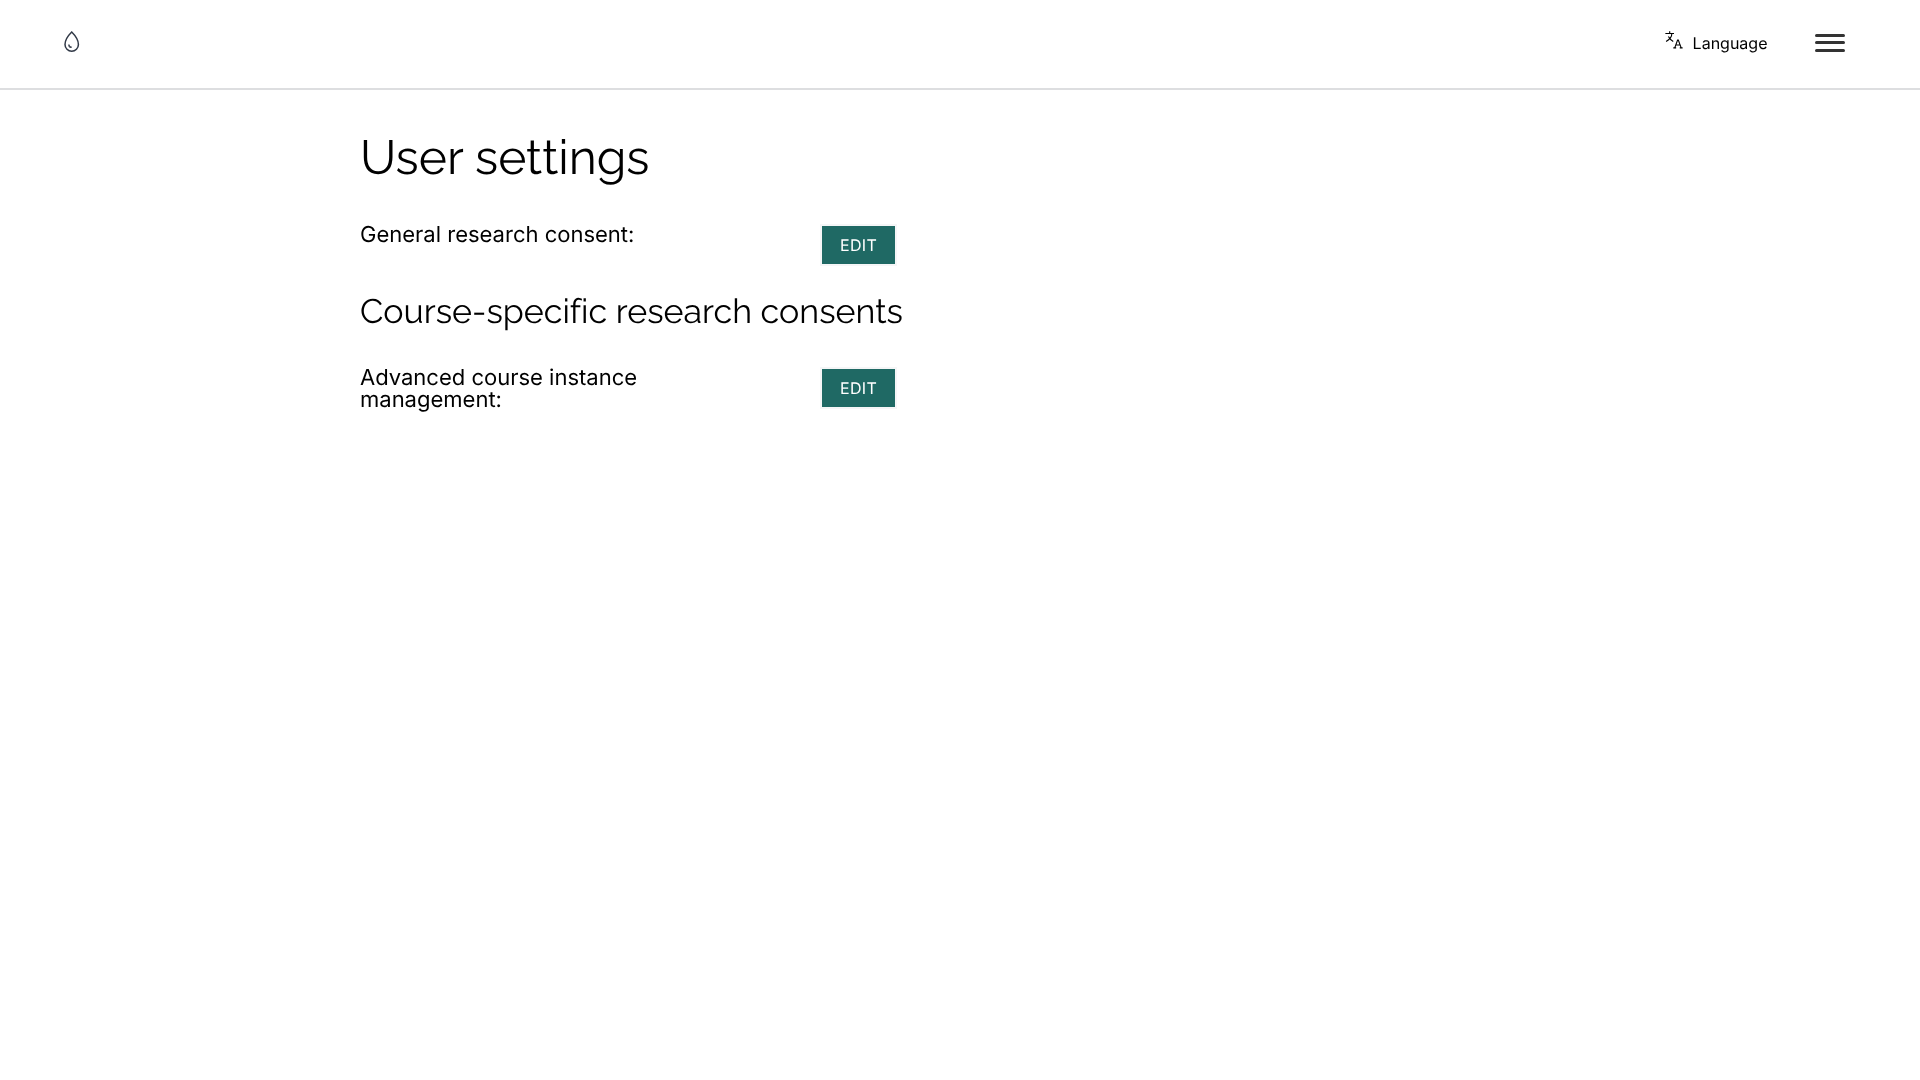 Language
User settings
General research consent:
EDIT
Course-specific research consents
Advanced course instance
management:
EDIT